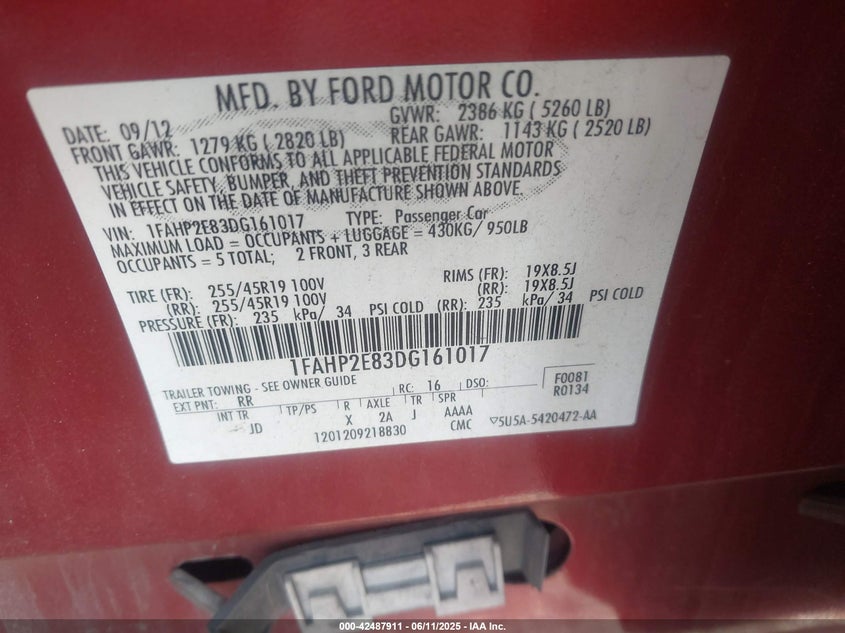 MFD. BY FORD MOTOR CO.
DATE: 09/12 GVWR: 2386 KG ( 5260 LB)
FRONT GAWR: 1279 KG ( 2820 LB) REAR GAWR: 1143 KG ( 2520 LB)
THIS VEHICLE CONFORMS TO ALL APPLICABLE FEDERAL MOTOR
VEHICLE SAFETY, BUMPER, AND THEFT PREVENTION STANDARDS
IN EFFECT ON THE DATE OF MANUFACTURE SHOWN ABOVE.
VIN: 1FAHP2E83DG161017 TYPE: Passenger Car
MAXIMUM LOAD = OCCUPANTS + LUGGAGE = 430KG/ 950LB
OCCUPANTS = 5 TOTAL; 2 FRONT, 3 REAR
TIRE (FR): 255/45R19 100V RIMS (FR): 19X8.5J
(RR): 255/45R19 100V (RR): 19X8.5J
PRESSURE (FR): 235 kPa/ 34 PSI COLD (RR): 235 kPa/ 34 PSI COLD
1FAHP2E83DG161017
TRAILER TOWING - SEE OWNER GUIDE
EXT PNT: RR RC: 16 DSO: F0081
R0134
INT TR TP/PS R AXLE TR SPR
JD X 2A J AAAA
1201209218830 CMC ▽5U5A-5420472-AA
000-42487911 - 06/11/2025 - IAA Inc.